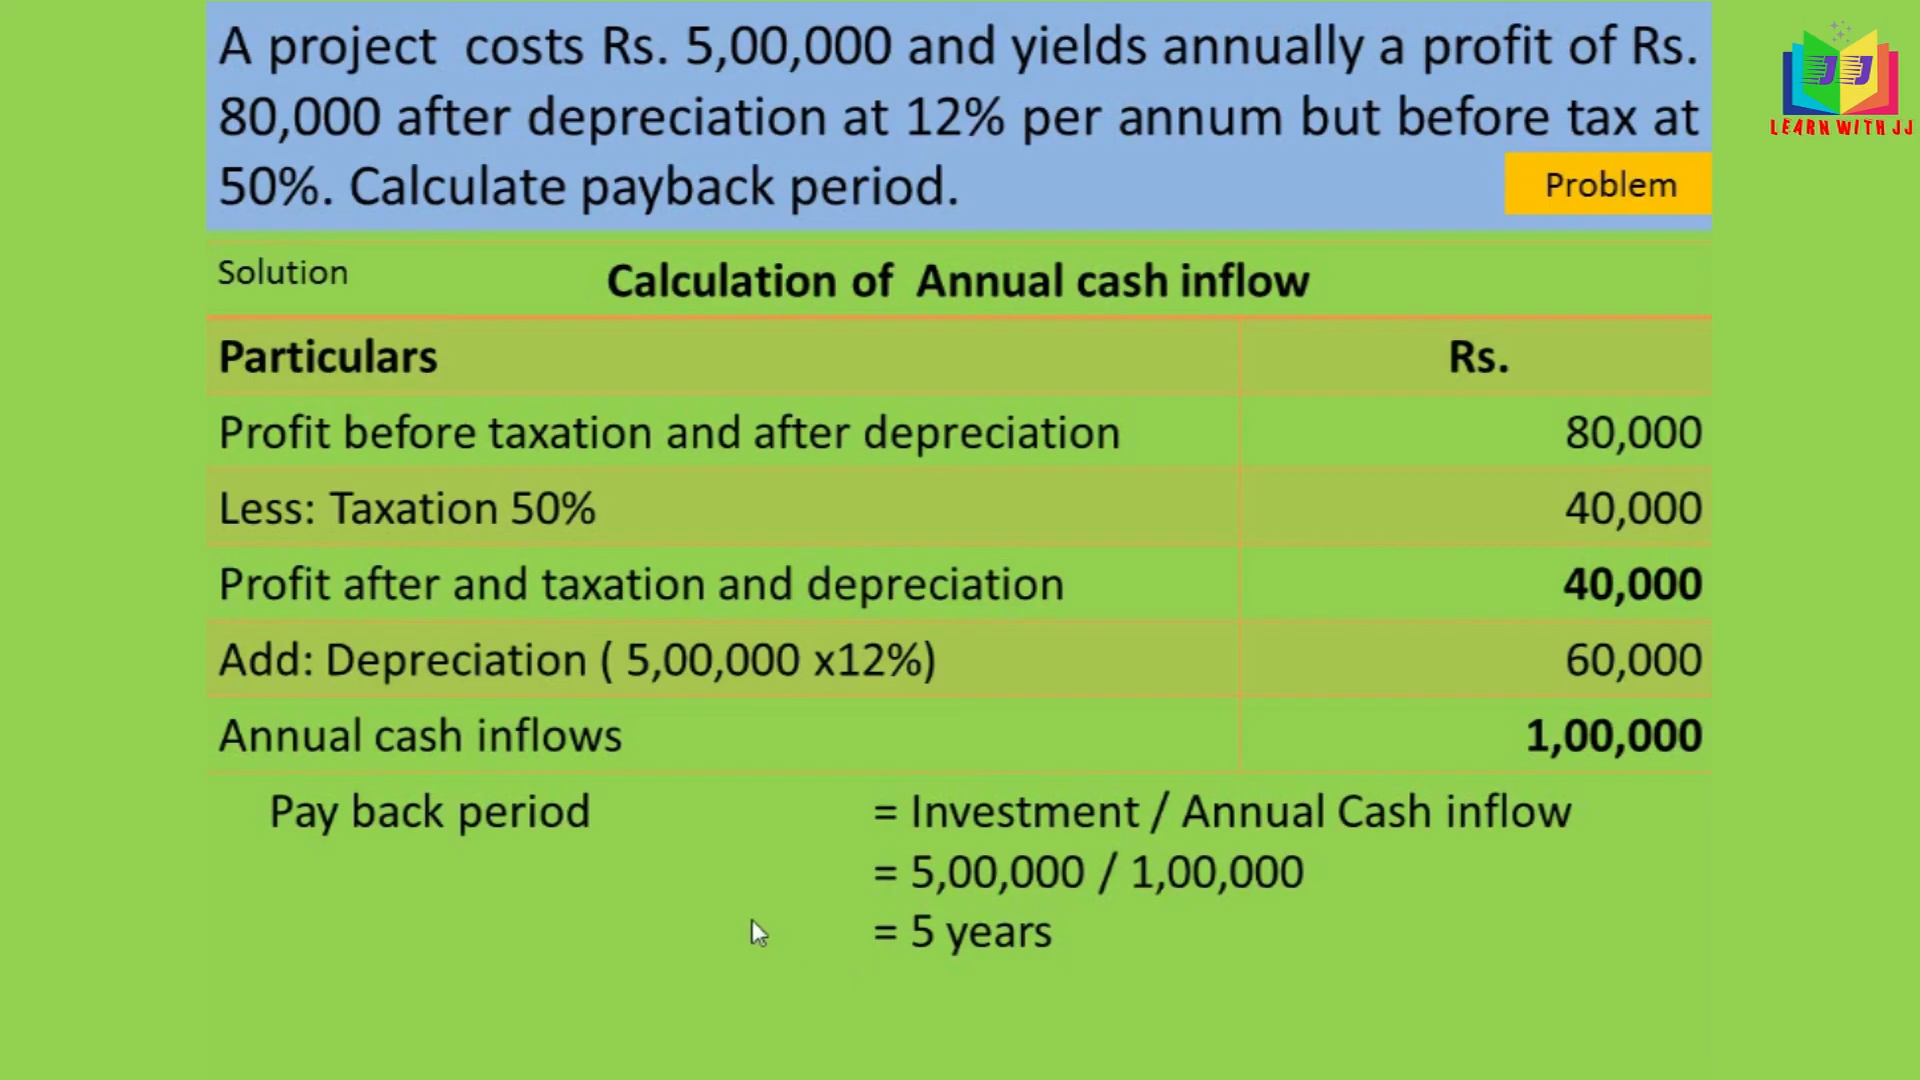 A project costs Rs. 5,00,000 and yields annually a profit of Rs.
80,000 after depreciation at 12% per annum but before tax at
50%. Calculate payback period.
Problem
JJ
LEARN WITH JJ
Solution
Calculation of Annual cash inflow
Particulars Rs.
Profit before taxation and after depreciation 80,000
Less: Taxation 50% 40,000
Profit after and taxation and depreciation 40,000
Add: Depreciation ( 5,00,000 x12%) 60,000
Annual cash inflows 1,00,000
Pay back period = Investment / Annual Cash inflow
= 5,00,000 / 1,00,000
= 5 years